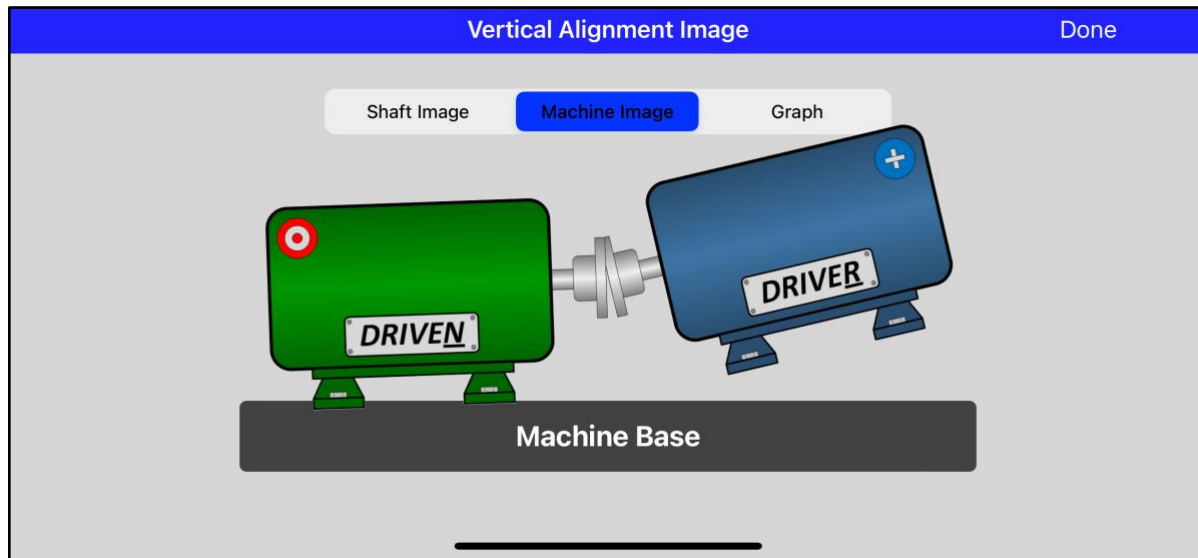 Vertical Alignment Image Done
Shaft Image Machine Image Graph
DRIVEN
DRIVER
Machine Base